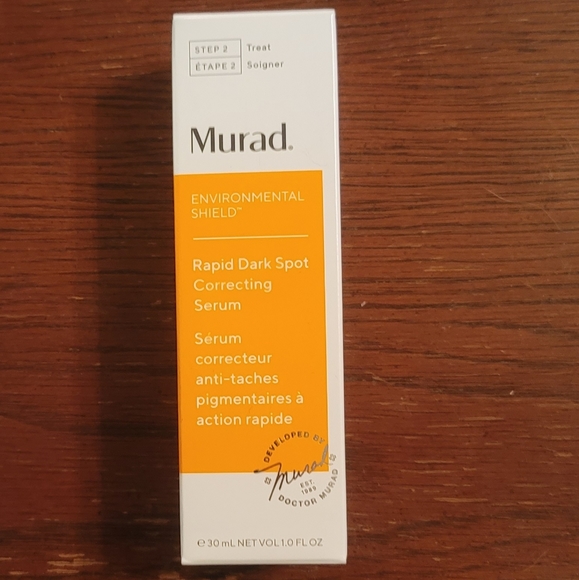 STEP 2 Treat
ÉTAPE 2 Soigner
Murad.
ENVIRONMENTAL
SHIELD™
Rapid Dark Spot
Correcting
Serum
Sérum
correcteur
anti-taches
pigmentaires à
action rapide
DEVELOPED BY
Murad
EST.
1989
DOCTOR MURAD
℮ 30 mL NET VOL 1.0 FL OZ